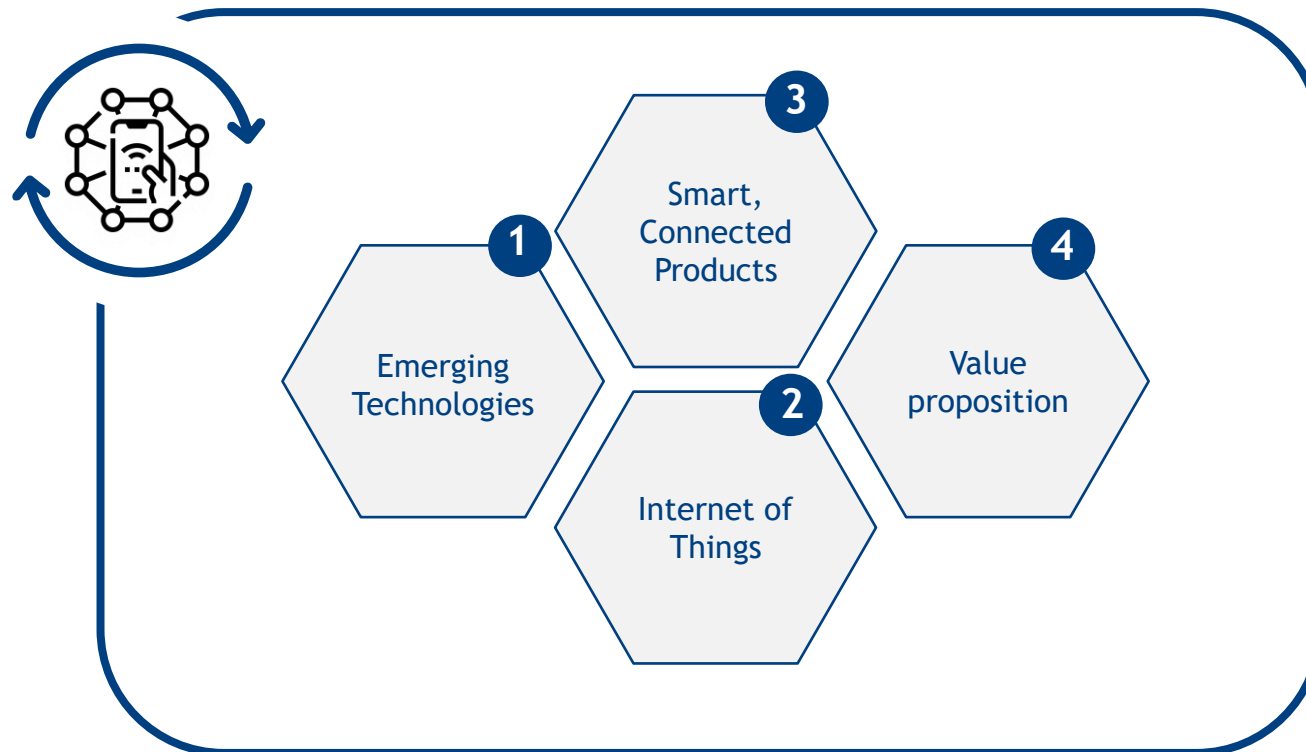 1
Emerging
Technologies
2
Internet of
Things
3
Smart,
Connected
Products
4
Value
proposition